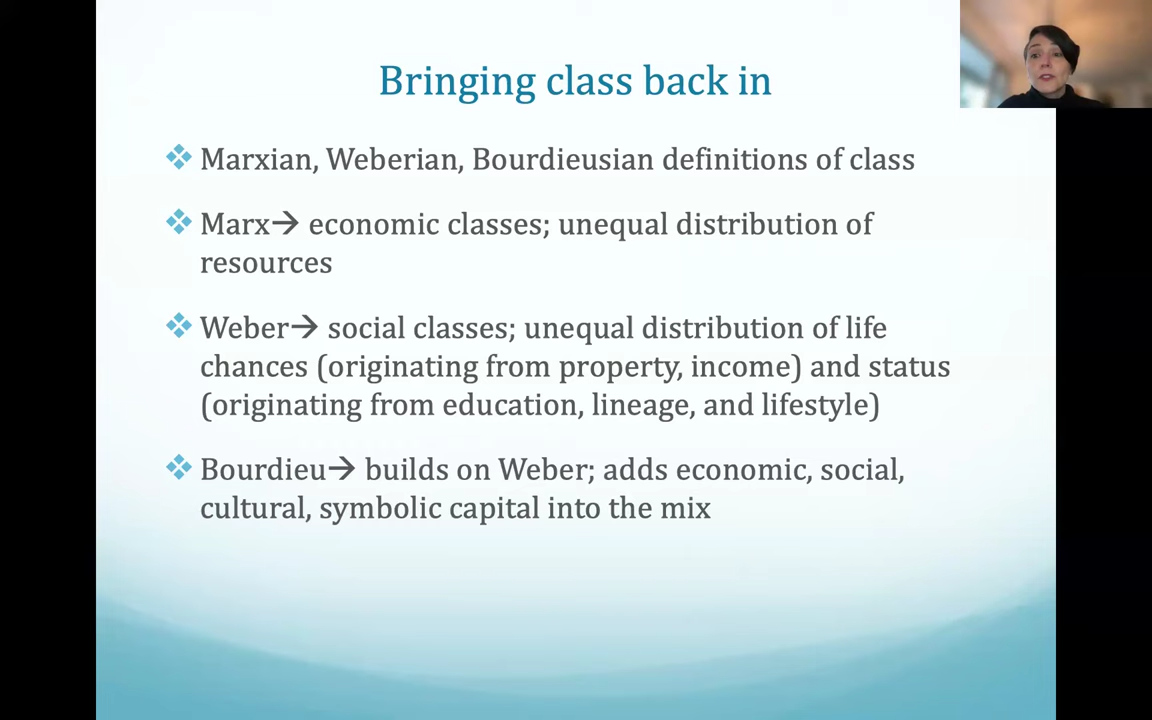 Bringing class back in
❖ Marxian, Weberian, Bourdieusian definitions of class
❖ Marx→ economic classes; unequal distribution of
resources
❖ Weber→ social classes; unequal distribution of life
chances (originating from property, income) and status
(originating from education, lineage, and lifestyle)
❖ Bourdieu→ builds on Weber; adds economic, social,
cultural, symbolic capital into the mix